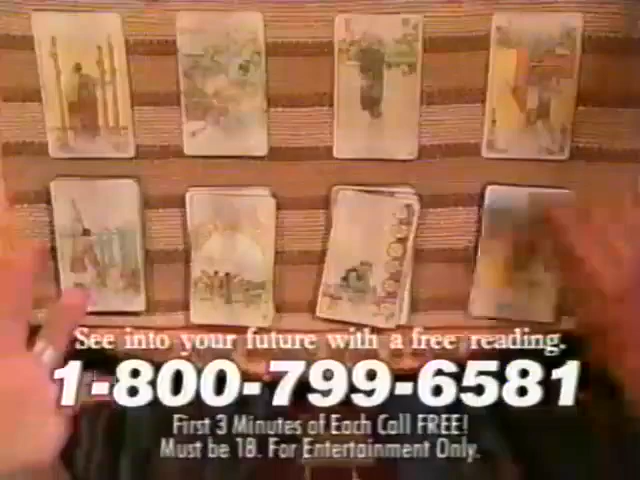 See into your future with a free reading.
1-800-799-6581
First 3 Minutes of Each Call FREE!
Must be 18. For Entertainment Only.